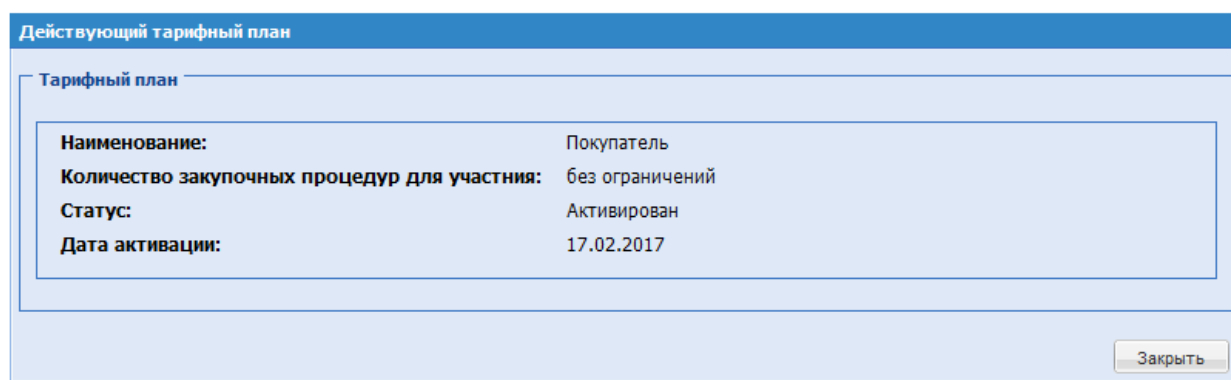 Действующий тарифный план
Тарифный план
Наименование: Покупатель
Количество закупочных процедур для участния: без ограничений
Статус: Активирован
Дата активации: 17.02.2017
Закрыть